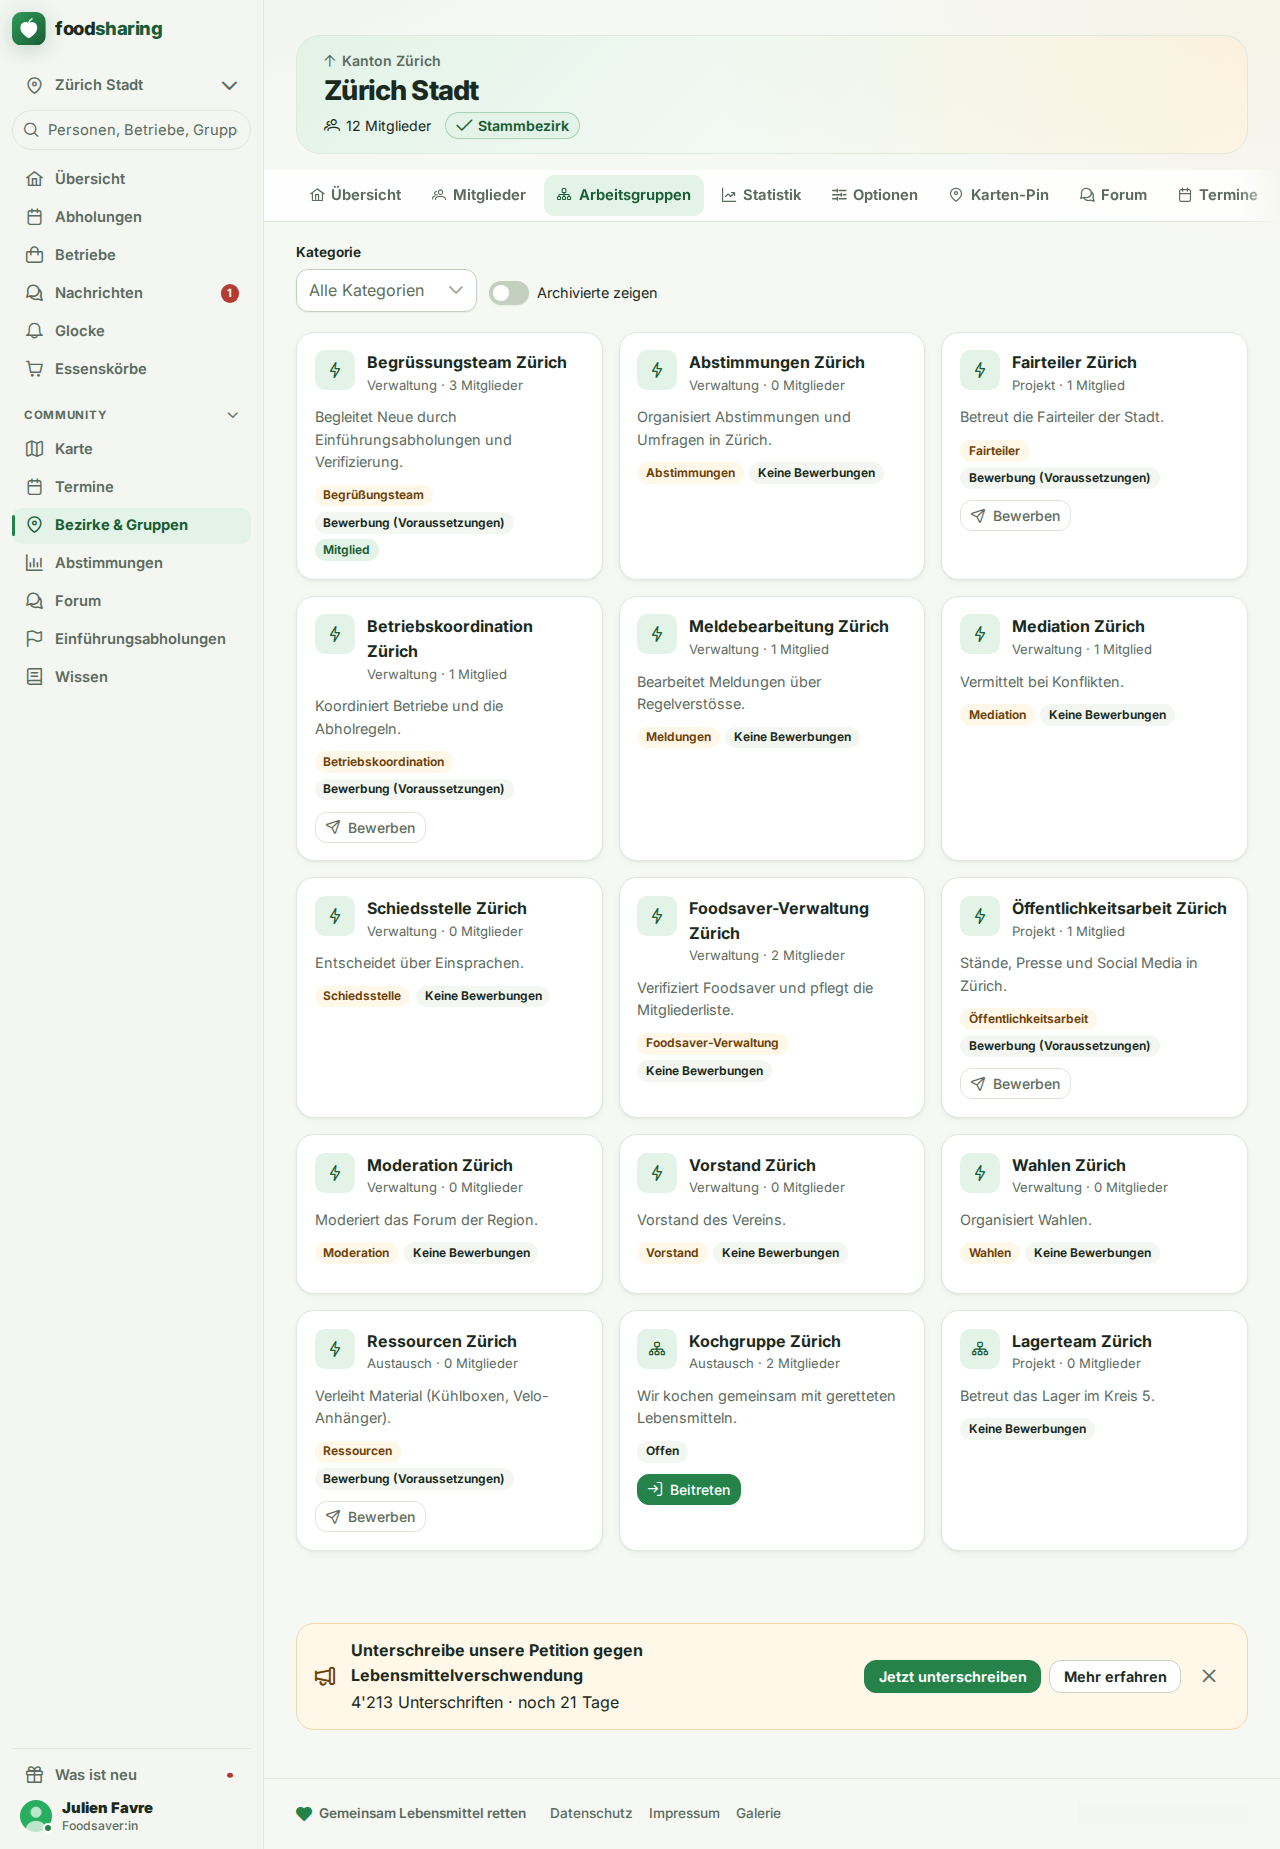 foodsharing
Zürich Stadt
Personen, Betriebe, Grupp
Übersicht
Abholungen
Betriebe
Nachrichten 1
Glocke
Essenskörbe
COMMUNITY
Karte
Termine
Bezirke & Gruppen
Abstimmungen
Forum
Einführungsabholungen
Wissen
Was ist neu
Julien Favre
Foodsaver:in
Kanton Zürich
Zürich Stadt
12 Mitglieder Stammbezirk
Übersicht Mitglieder Arbeitsgruppen Statistik Optionen Karten-Pin Forum Termine
Kategorie
Alle Kategorien Archivierte zeigen
Begrüssungsteam Zürich
Verwaltung · 3 Mitglieder
Begleitet Neue durch
Einführungsabholungen und
Verifizierung.
Begrüßungsteam
Bewerbung (Voraussetzungen)
Mitglied
Abstimmungen Zürich
Verwaltung · 0 Mitglieder
Organisiert Abstimmungen und
Umfragen in Zürich.
Abstimmungen Keine Bewerbungen
Fairteiler Zürich
Projekt · 1 Mitglied
Betreut die Fairteiler der Stadt.
Fairteiler
Bewerbung (Voraussetzungen)
Bewerben
Betriebskoordination
Zürich
Verwaltung · 1 Mitglied
Koordiniert Betriebe und die
Abholregeln.
Betriebskoordination
Bewerbung (Voraussetzungen)
Bewerben
Meldebearbeitung Zürich
Verwaltung · 1 Mitglied
Bearbeitet Meldungen über
Regelverstösse.
Meldungen Keine Bewerbungen
Mediation Zürich
Verwaltung · 1 Mitglied
Vermittelt bei Konflikten.
Mediation Keine Bewerbungen
Schiedsstelle Zürich
Verwaltung · 0 Mitglieder
Entscheidet über Einsprachen.
Schiedsstelle Keine Bewerbungen
Foodsaver-Verwaltung
Zürich
Verwaltung · 2 Mitglieder
Verifiziert Foodsaver und pflegt die
Mitgliederliste.
Foodsaver-Verwaltung
Keine Bewerbungen
Öffentlichkeitsarbeit Zürich
Projekt · 1 Mitglied
Stände, Presse und Social Media in
Zürich.
Öffentlichkeitsarbeit
Bewerbung (Voraussetzungen)
Bewerben
Moderation Zürich
Verwaltung · 0 Mitglieder
Moderiert das Forum der Region.
Moderation Keine Bewerbungen
Vorstand Zürich
Verwaltung · 0 Mitglieder
Vorstand des Vereins.
Vorstand Keine Bewerbungen
Wahlen Zürich
Verwaltung · 0 Mitglieder
Organisiert Wahlen.
Wahlen Keine Bewerbungen
Ressourcen Zürich
Austausch · 0 Mitglieder
Verleiht Material (Kühlboxen, Velo-
Anhänger).
Ressourcen
Bewerbung (Voraussetzungen)
Bewerben
Kochgruppe Zürich
Austausch · 2 Mitglieder
Wir kochen gemeinsam mit geretteten
Lebensmitteln.
Offen
Beitreten
Lagerteam Zürich
Projekt · 0 Mitglieder
Betreut das Lager im Kreis 5.
Keine Bewerbungen
Unterschreibe unsere Petition gegen
Lebensmittelverschwendung
4'213 Unterschriften · noch 21 Tage
Jetzt unterschreiben Mehr erfahren
Gemeinsam Lebensmittel retten Datenschutz Impressum Galerie